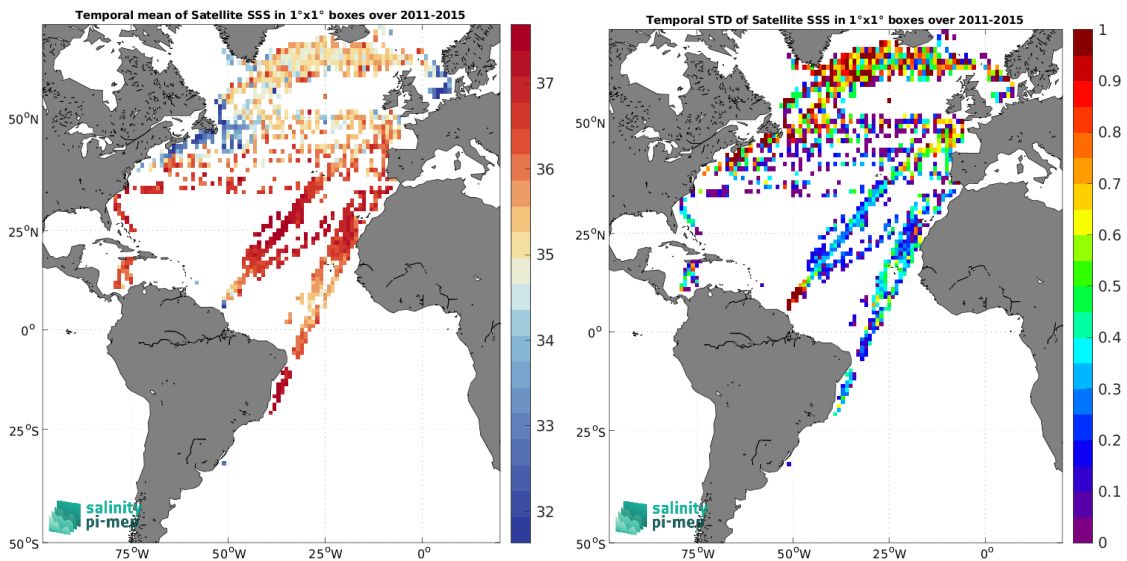 Temporal mean of Satellite SSS in 1°x1° boxes over 2011-2015
50°N
25°N
0°
25°S
50°S
75°W
50°W
25°W
0°
37
36
35
34
33
32
salinity
pi-mep
Temporal STD of Satellite SSS in 1°x1° boxes over 2011-2015
50°N
25°N
0°
25°S
50°S
75°W
50°W
25°W
0°
1
0.9
0.8
0.7
0.6
0.5
0.4
0.3
0.2
0.1
0
salinity
pi-mep